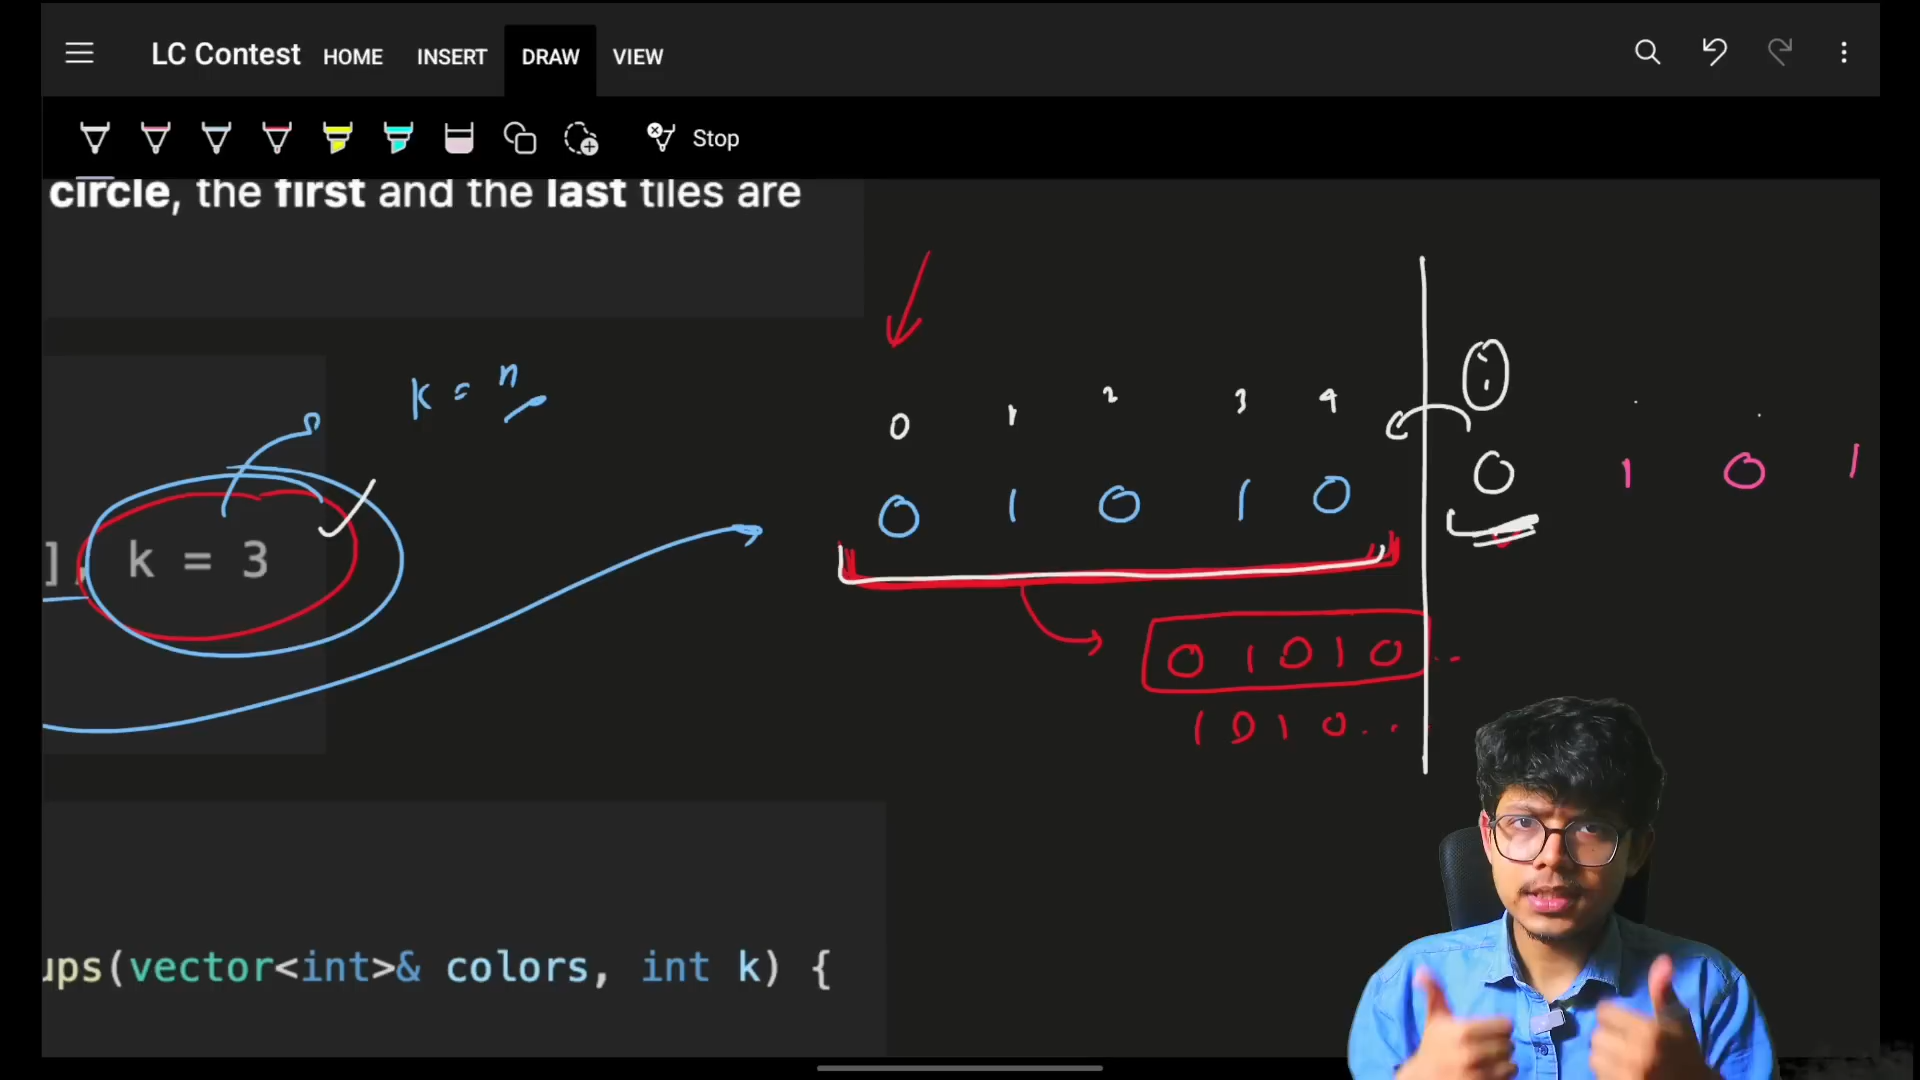 LC Contest HOME INSERT DRAW VIEW
Stop
circle, the first and the last tiles are
k = n
0 1 2 3 4
0 1 0 1 0 0 1 0 1
], k = 3
0 1 0 1 0 ..
1 0 1 0 ...
ups(vector<int>& colors, int k) {